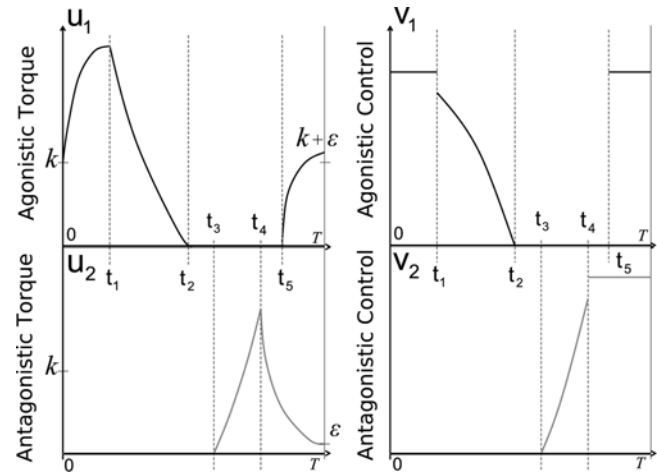 u₁
Agonistic Torque
k
k+ε
0
t₃
t₄
T
v₁
Agonistic Control
0
t₃
t₄
T
u₂
t₁
t₂
t₅
Antagonistic Torque
k
ε
0
T
v₂
t₁
t₂
t₅
Antagonistic Control
0
T